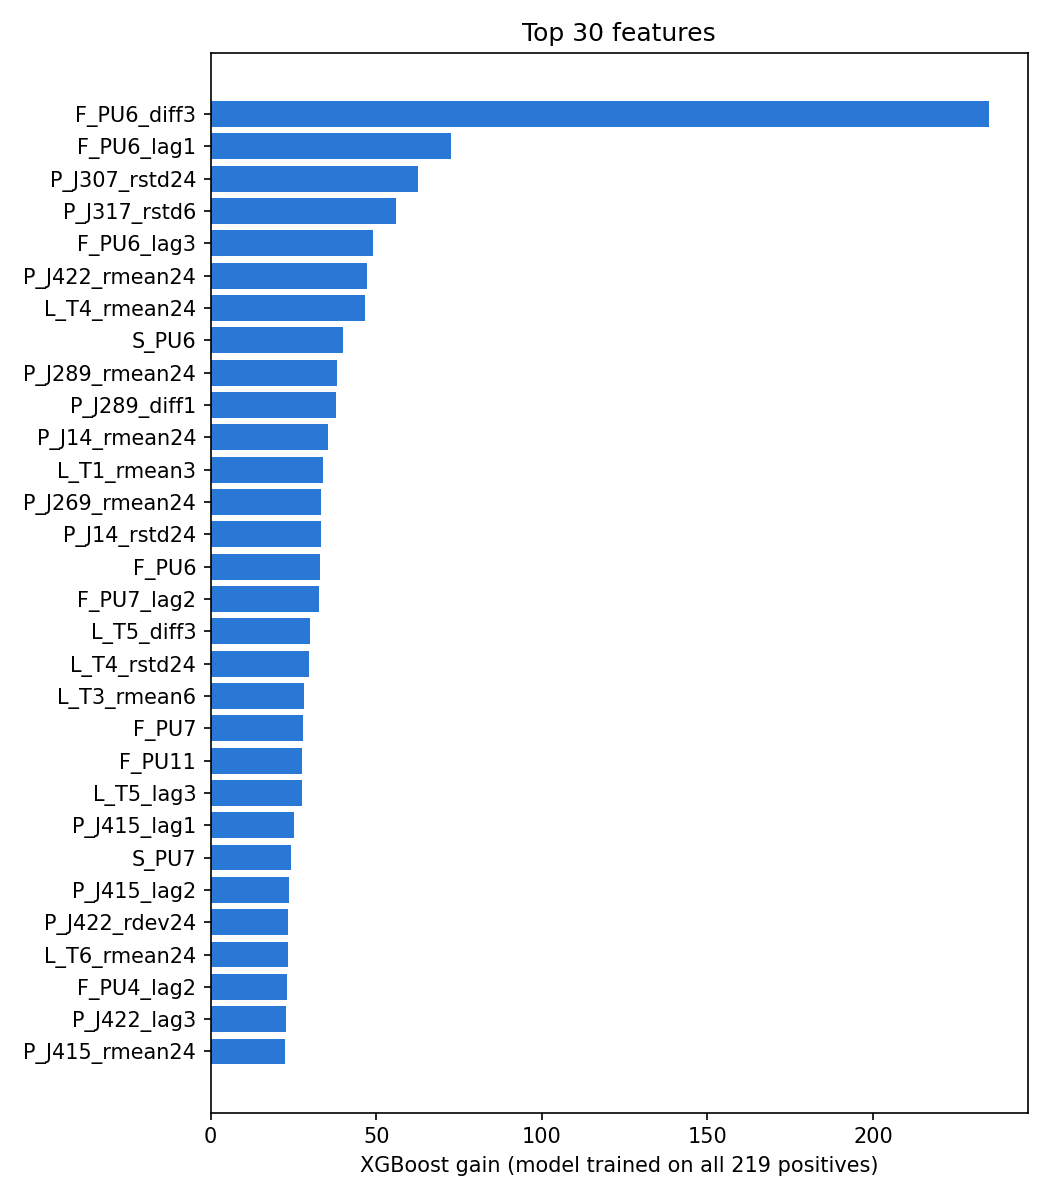 Top 30 features
F_PU6_diff3
F_PU6_lag1
P_J307_rstd24
P_J317_rstd6
F_PU6_lag3
P_J422_rmean24
L_T4_rmean24
S_PU6
P_J289_rmean24
P_J289_diff1
P_J14_rmean24
L_T1_rmean3
P_J269_rmean24
P_J14_rstd24
F_PU6
F_PU7_lag2
L_T5_diff3
L_T4_rstd24
L_T3_rmean6
F_PU7
F_PU11
L_T5_lag3
P_J415_lag1
S_PU7
P_J415_lag2
P_J422_rdev24
L_T6_rmean24
F_PU4_lag2
P_J422_lag3
P_J415_rmean24
0 50 100 150 200
XGBoost gain (model trained on all 219 positives)